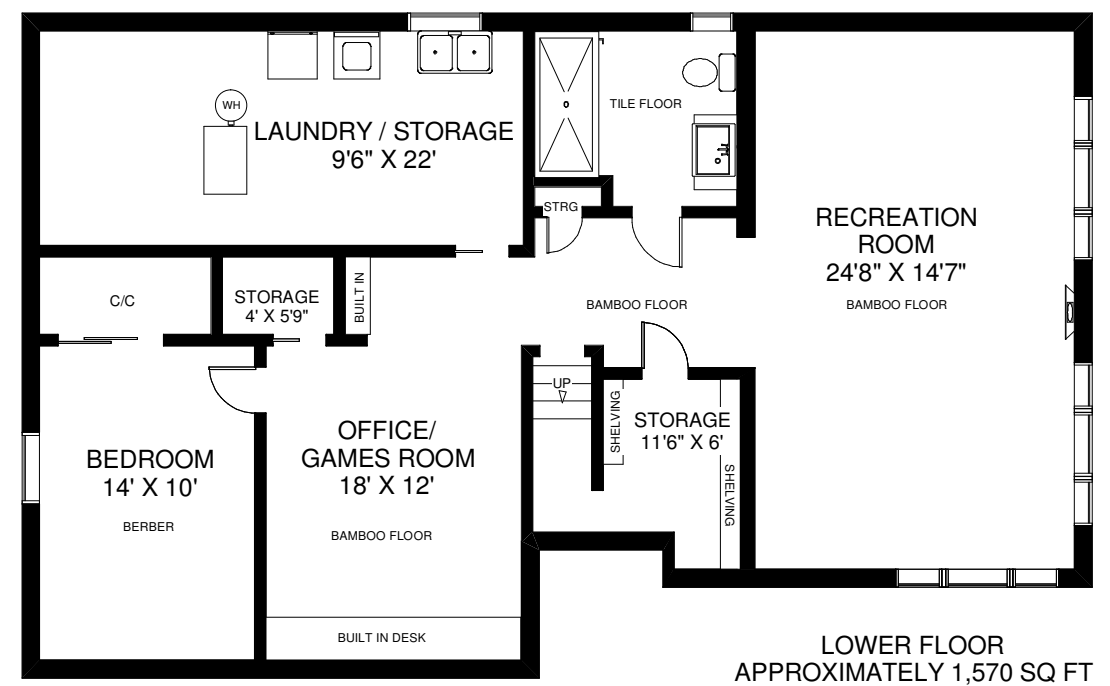 WH
LAUNDRY / STORAGE
9'6" X 22'
TILE FLOOR
STRG
RECREATION
ROOM
24'8" X 14'7"
BAMBOO FLOOR
C/C
STORAGE
4' X 5'9"
BUILT IN
BAMBOO FLOOR
UP
SHELVING
STORAGE
11'6" X 6'
SHELVING
BEDROOM
14' X 10'
BERBER
OFFICE/
GAMES ROOM
18' X 12'
BAMBOO FLOOR
BUILT IN DESK
LOWER FLOOR
APPROXIMATELY 1,570 SQ FT